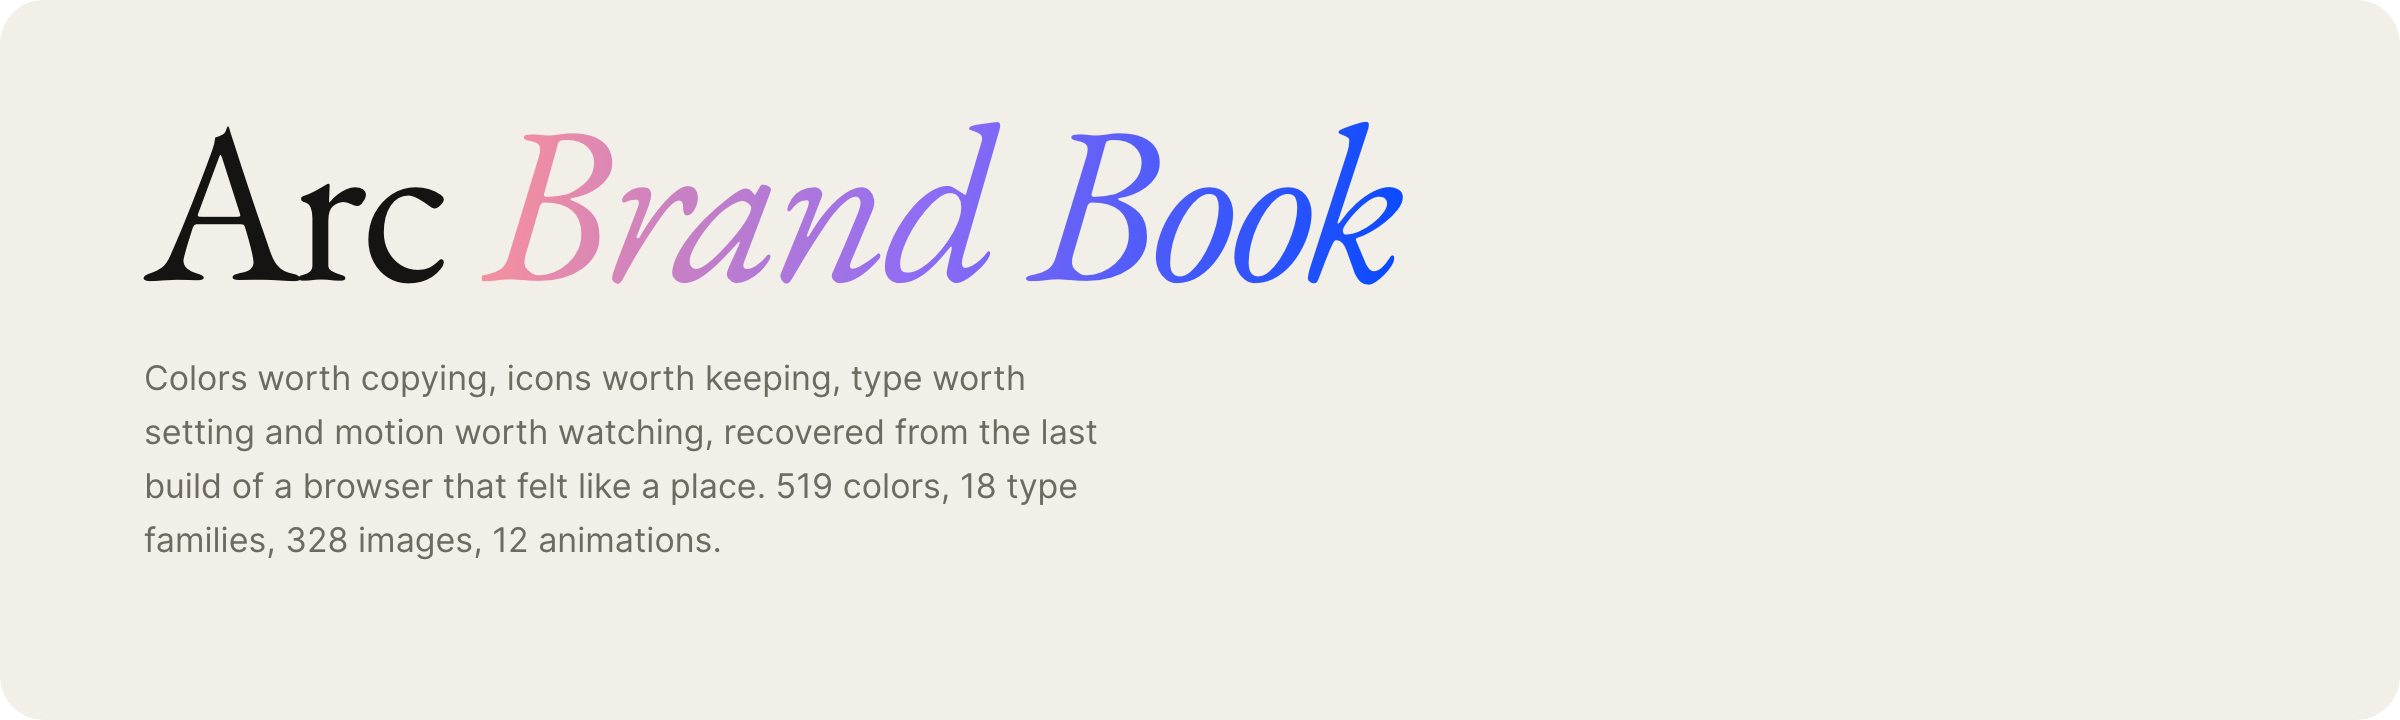 Arc Brand Book
Colors worth copying, icons worth keeping, type worth
setting and motion worth watching, recovered from the last
build of a browser that felt like a place. 519 colors, 18 type
families, 328 images, 12 animations.